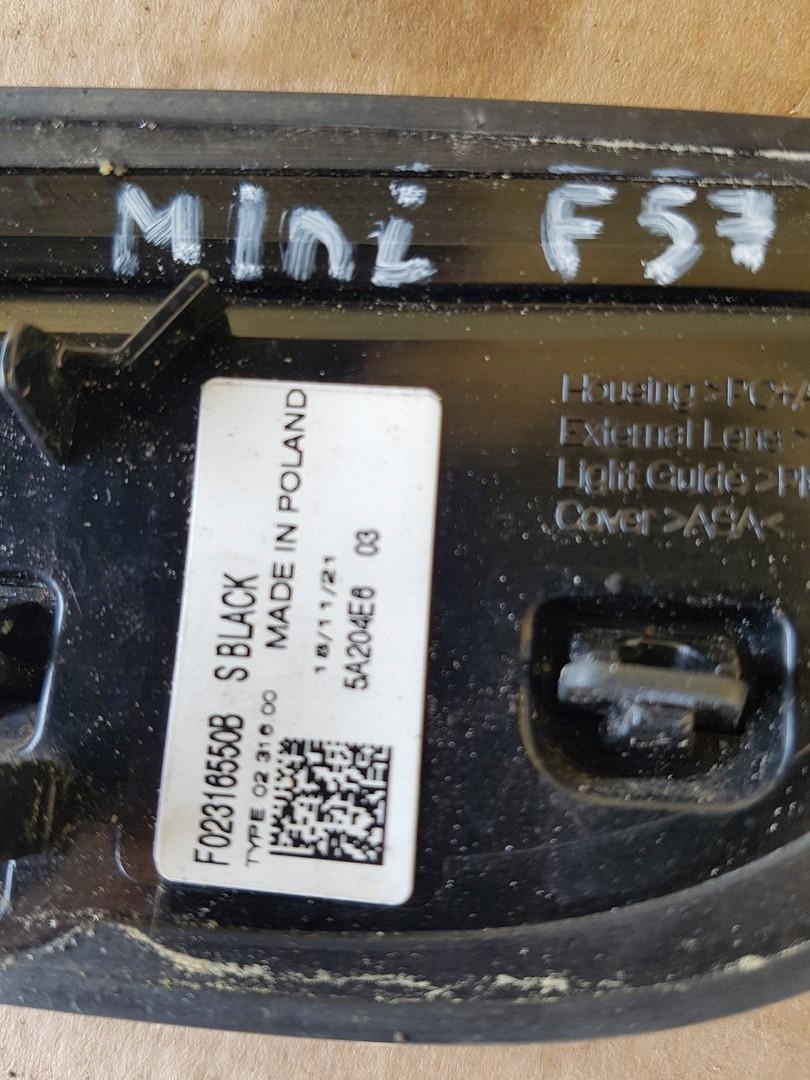 Mini F57
Housing >PC+A
External Lens >
Light Guide >P
Cover >ASA<
F02316550B S BLACK
TYPE 02 316 00 MADE IN POLAND
18/11/21
5A204E6 03